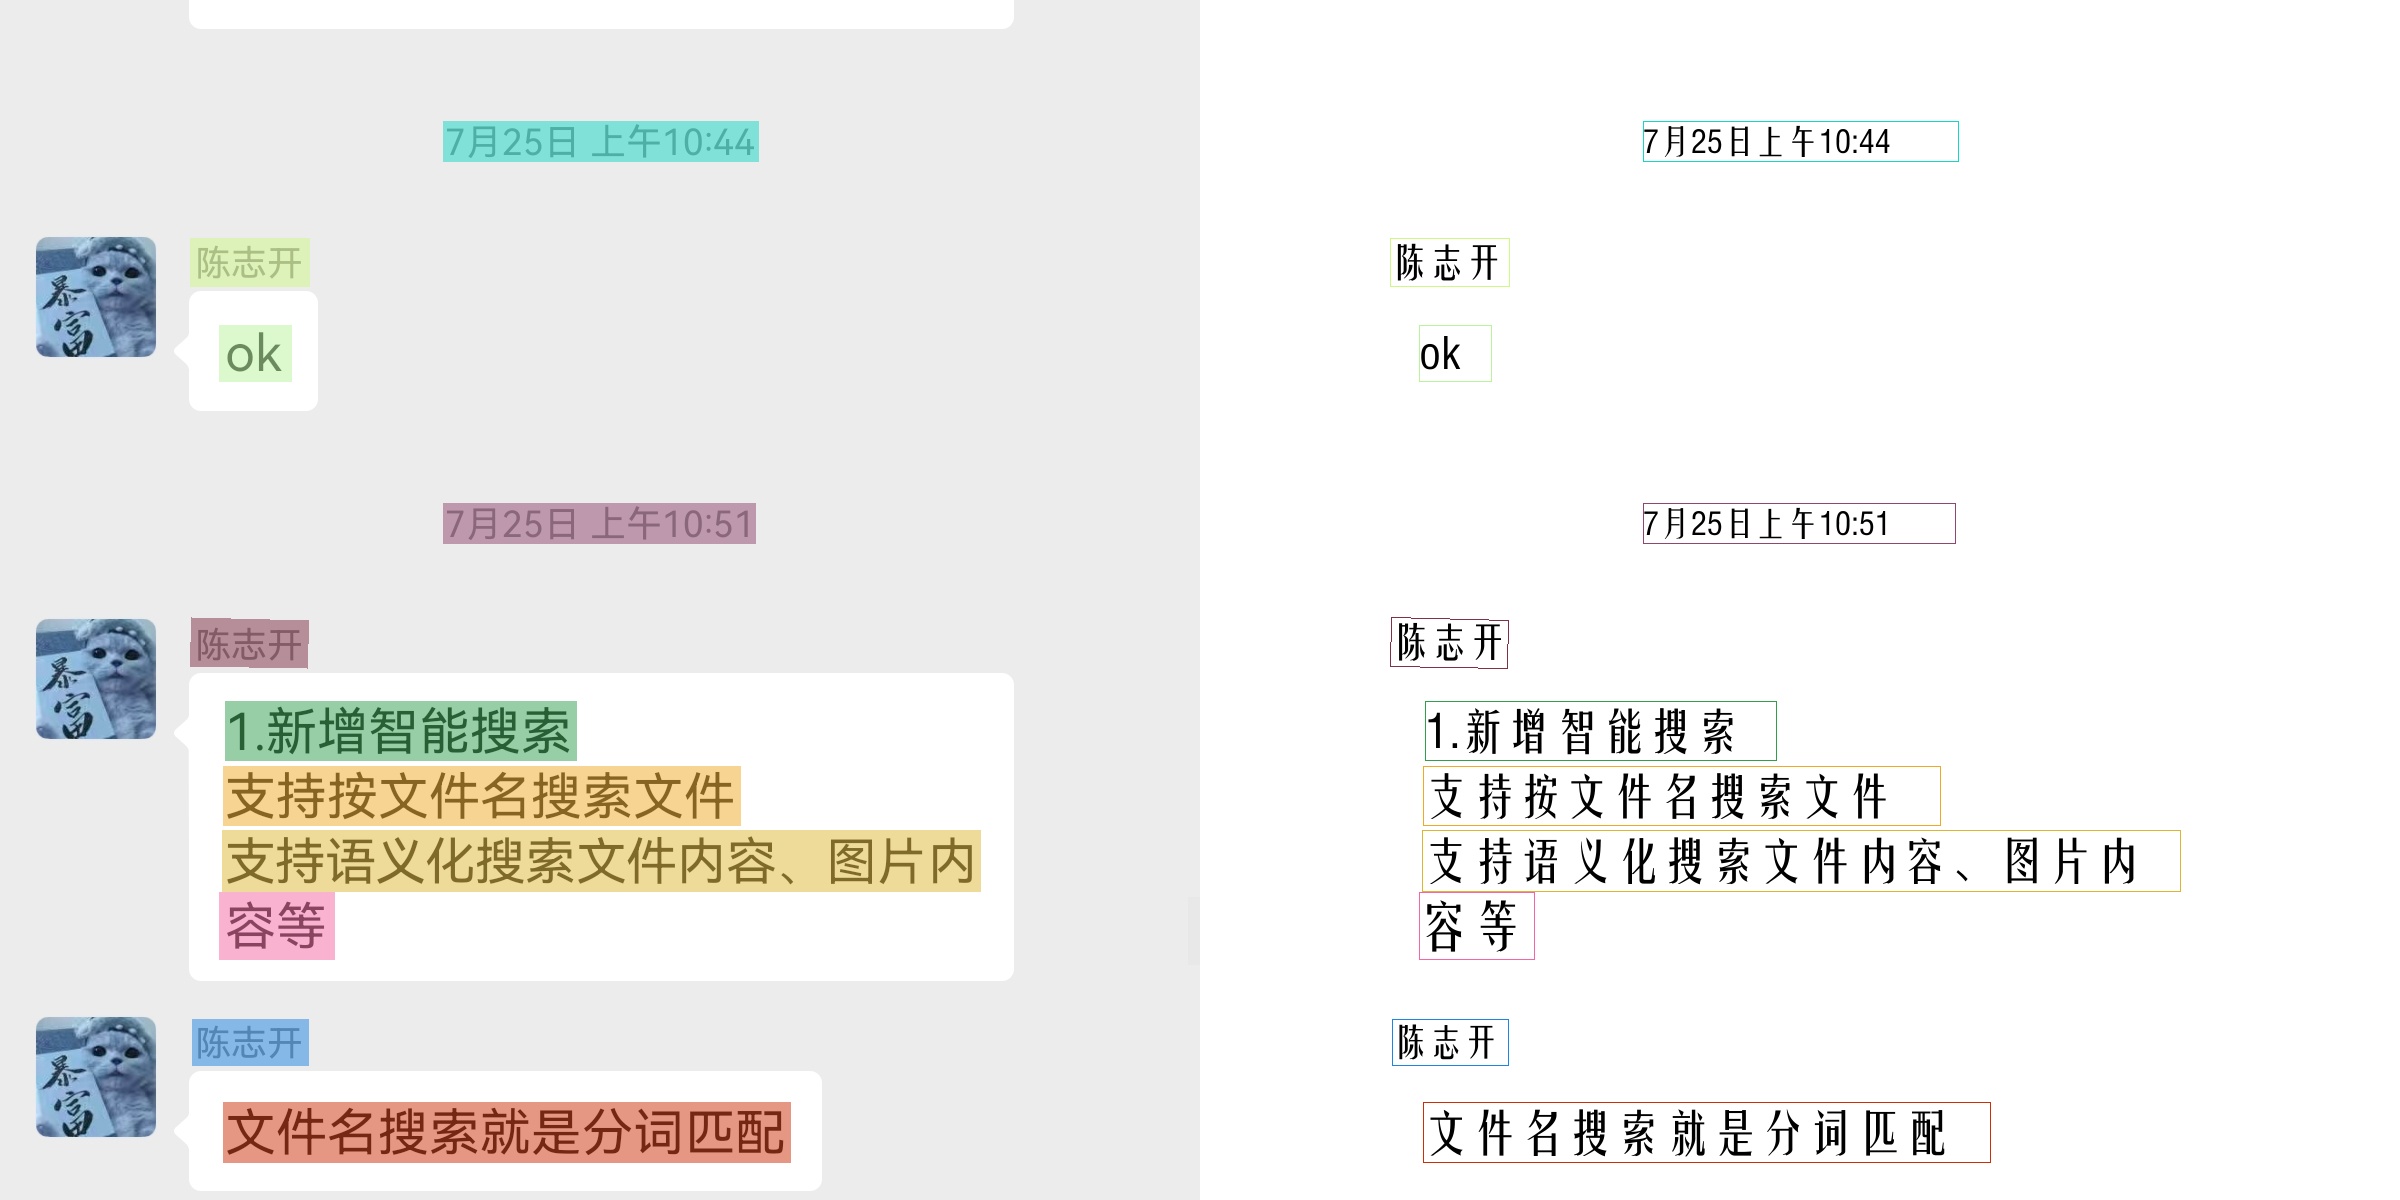 7月25日 上午10:44
7月25日上午10:44
陈志开
陈志开
暴富
ok
ok
7月25日 上午10:51
7月25日上午10:51
陈志开
陈志开
暴富
1.新增智能搜索
1.新增智能搜索
支持按文件名搜索文件
支持按文件名搜索文件
支持语义化搜索文件内容、图片内
支持语义化搜索文件内容、图片内
容等
容等
陈志开
陈志开
暴富
文件名搜索就是分词匹配
文件名搜索就是分词匹配